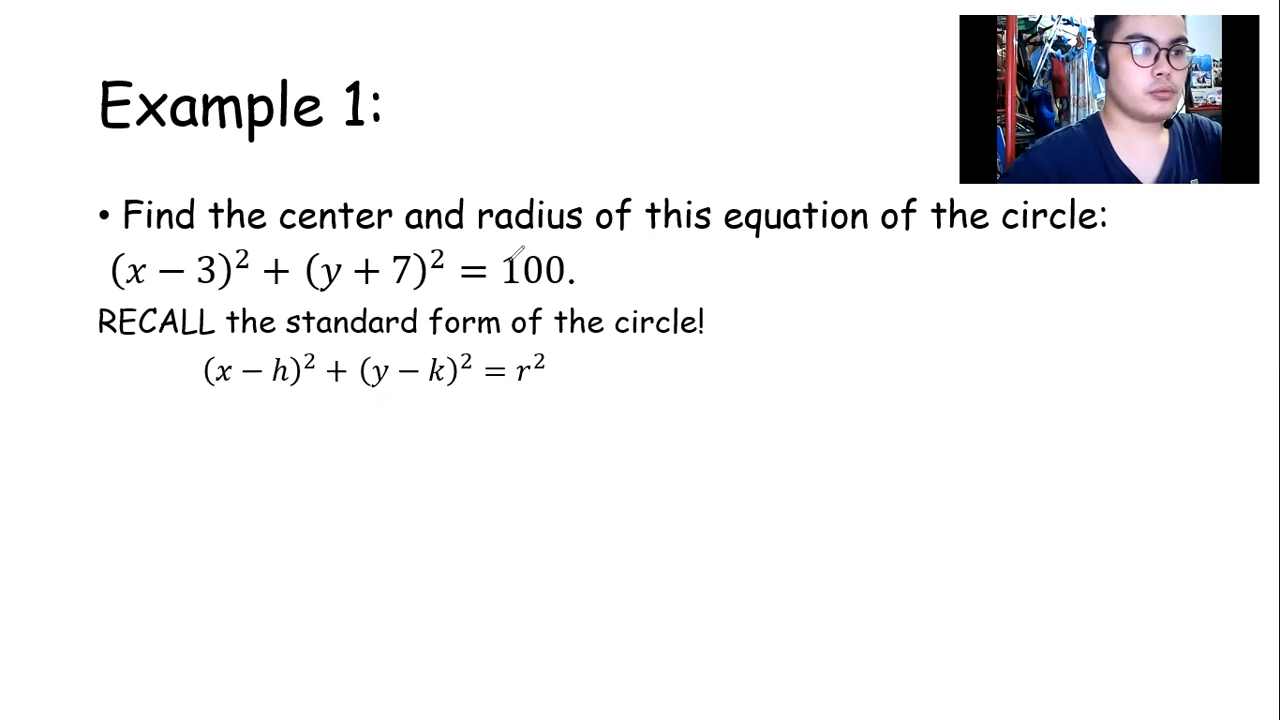 Example 1:
• Find the center and radius of this equation of the circle:
(x − 3)² + (y + 7)² = 100.
RECALL the standard form of the circle!
(x − h)² + (y − k)² = r²